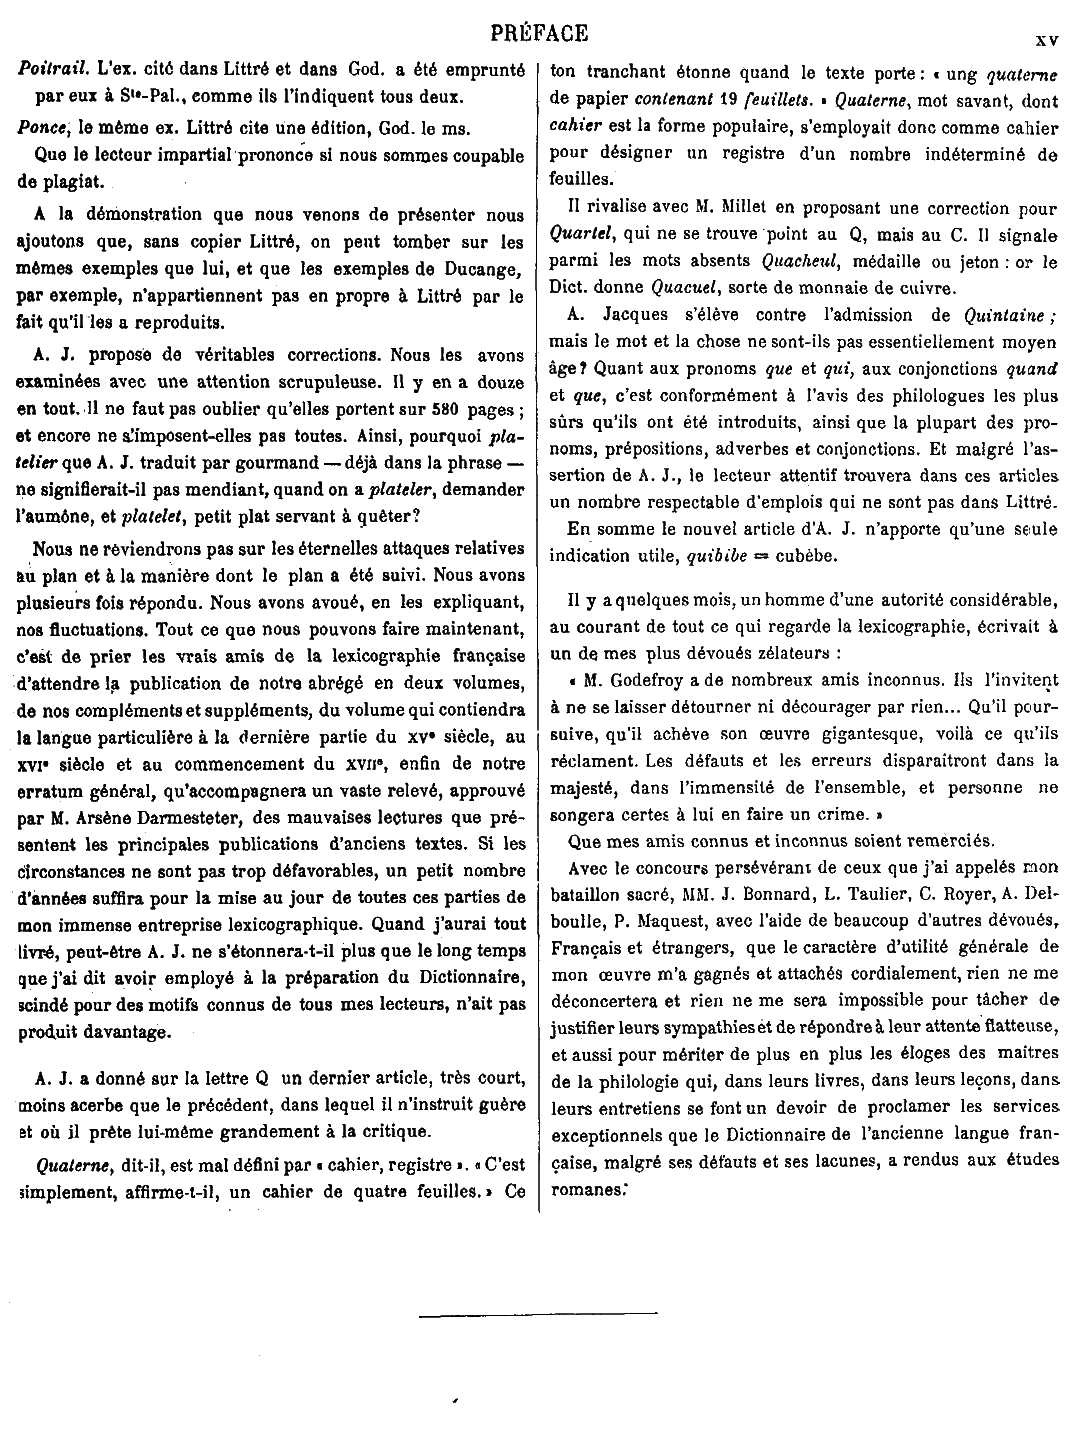 PRÉFACE
XV
Poitrail. L'ex. cité dans Littré et dans God. a été emprunté
par eux à Ste-Pal., comme ils l'indiquent tous deux.
Ponce, le même ex. Littré cite une édition, God. le ms.
Que le lecteur impartial prononce si nous sommes coupable
de plagiat.
A la démonstration que nous venons de présenter nous
ajoutons que, sans copier Littré, on peut tomber sur les
mêmes exemples que lui, et que les exemples de Ducange,
par exemple, n'appartiennent pas en propre à Littré par le
fait qu'il les a reproduits.
A. J. propose de véritables corrections. Nous les avons
examinées avec une attention scrupuleuse. Il y en a douze
en tout. Il ne faut pas oublier qu'elles portent sur 580 pages ;
et encore ne s'imposent-elles pas toutes. Ainsi, pourquoi pla-
telier que A. J. traduit par gourmand — déjà dans la phrase —
ne signifierait-il pas mendiant, quand on a plateler, demander
l'aumône, et platelet, petit plat servant à quêter?
Nous ne reviendrons pas sur les éternelles attaques relatives
au plan et à la manière dont le plan a été suivi. Nous avons
plusieurs fois répondu. Nous avons avoué, en les expliquant,
nos fluctuations. Tout ce que nous pouvons faire maintenant,
c'est de prier les vrais amis de la lexicographie française
d'attendre la publication de notre abrégé en deux volumes,
de nos compléments et suppléments, du volume qui contiendra
la langue particulière à la dernière partie du XVe siècle, au
XVIe siècle et au commencement du XVIIe, enfin de notre
erratum général, qu'accompagnera un vaste relevé, approuvé
par M. Arsène Darmesteter, des mauvaises lectures que pré-
sentent les principales publications d'anciens textes. Si les
circonstances ne sont pas trop défavorables, un petit nombre
d'années suffira pour la mise au jour de toutes ces parties de
mon immense entreprise lexicographique. Quand j'aurai tout
livré, peut-être A. J. ne s'étonnera-t-il plus que le long temps
que j'ai dit avoir employé à la préparation du Dictionnaire,
scindé pour des motifs connus de tous mes lecteurs, n'ait pas
produit davantage.
A. J. a donné sur la lettre Q un dernier article, très court,
moins acerbe que le précédent, dans lequel il n'instruit guère
et où il prête lui-même grandement à la critique.
Quaterne, dit-il, est mal défini par « cahier, registre ». « C'est
simplement, affirme-t-il, un cahier de quatre feuilles. » Ce
ton tranchant étonne quand le texte porte : « ung quaterne
de papier contenant 19 feuillets. » Quaterne, mot savant, dont
cahier est la forme populaire, s'employait donc comme cahier
pour désigner un registre d'un nombre indéterminé de
feuilles.
Il rivalise avec M. Millet en proposant une correction pour
Quartel, qui ne se trouve point au Q, mais au C. Il signale
parmi les mots absents Quacheul, médaille ou jeton : or le
Dict. donne Quacuel, sorte de monnaie de cuivre.
A. Jacques s'élève contre l'admission de Quintaine ;
mais le mot et la chose ne sont-ils pas essentiellement moyen
âge? Quant aux pronoms que et qui, aux conjonctions quand
et que, c'est conformément à l'avis des philologues les plus
sûrs qu'ils ont été introduits, ainsi que la plupart des pro-
noms, prépositions, adverbes et conjonctions. Et malgré l'as-
sertion de A. J., le lecteur attentif trouvera dans ces articles
un nombre respectable d'emplois qui ne sont pas dans Littré.
En somme le nouvel article d'A. J. n'apporte qu'une seule
indication utile, quibibe = cubèbe.
Il y a quelques mois, un homme d'une autorité considérable,
au courant de tout ce qui regarde la lexicographie, écrivait à
un de mes plus dévoués zélateurs :
« M. Godefroy a de nombreux amis inconnus. Ils l'invitent
à ne se laisser détourner ni décourager par rien... Qu'il pour-
suive, qu'il achève son œuvre gigantesque, voilà ce qu'ils
réclament. Les défauts et les erreurs disparaîtront dans la
majesté, dans l'immensité de l'ensemble, et personne ne
songera certes à lui en faire un crime. »
Que mes amis connus et inconnus soient remerciés.
Avec le concours persévérant de ceux que j'ai appelés mon
bataillon sacré, MM. J. Bonnard, L. Taulier, C. Royer, A. Del-
boulle, P. Maquest, avec l'aide de beaucoup d'autres dévoués,
Français et étrangers, que le caractère d'utilité générale de
mon œuvre m'a gagnés et attachés cordialement, rien ne me
déconcertera et rien ne me sera impossible pour tâcher de
justifier leurs sympathies et de répondre à leur attente flatteuse,
et aussi pour mériter de plus en plus les éloges des maîtres
de la philologie qui, dans leurs livres, dans leurs leçons, dans
leurs entretiens se font un devoir de proclamer les services
exceptionnels que le Dictionnaire de l'ancienne langue fran-
çaise, malgré ses défauts et ses lacunes, a rendus aux études
romanes.